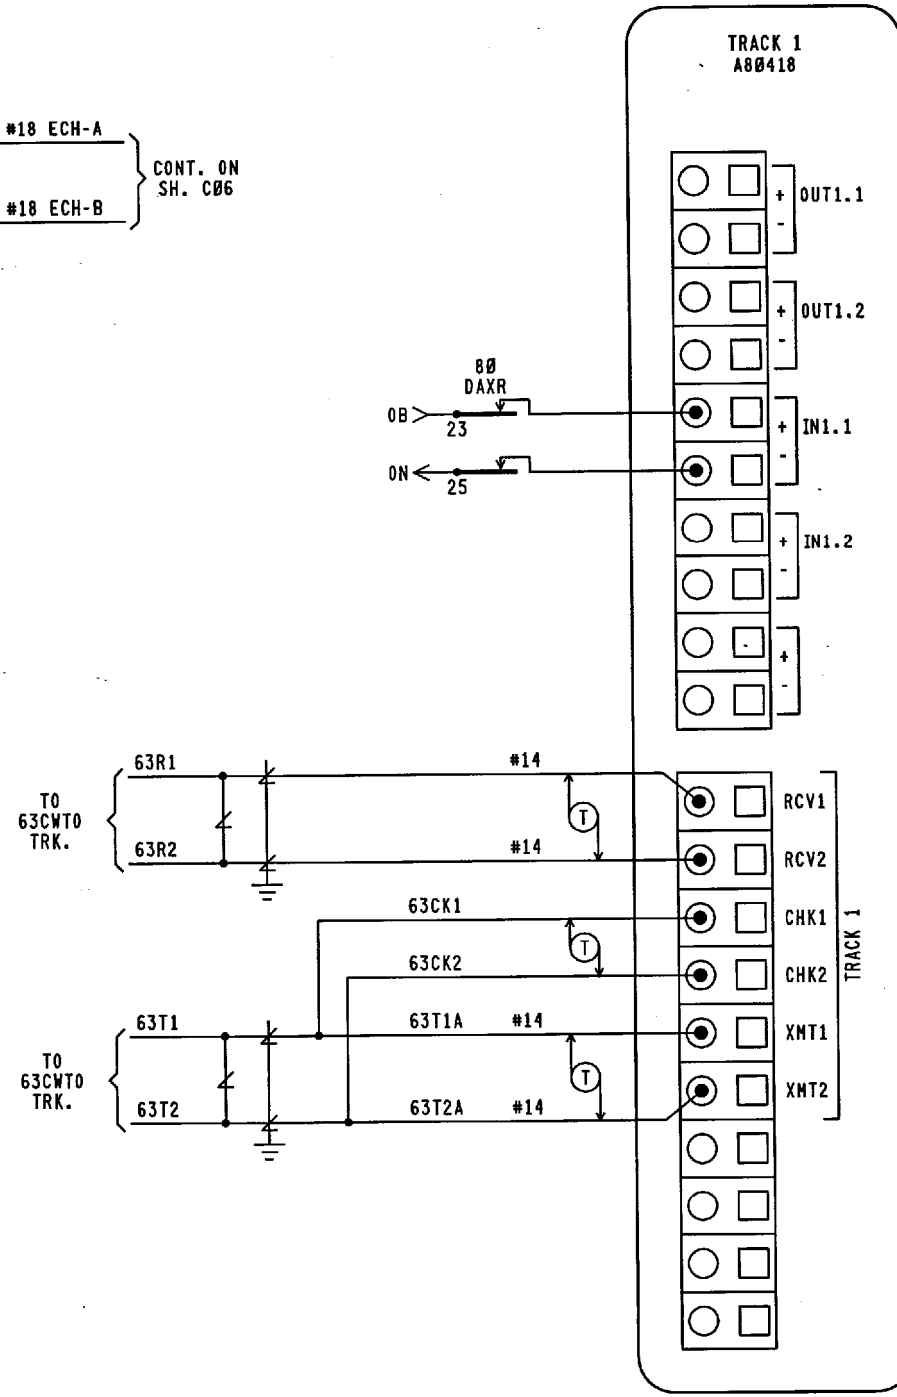 TRACK 1
A80418
#18 ECH-A
CONT. ON
SH. C06
#18 ECH-B
+ OUT1.1
-
+ OUT1.2
-
80
DAXR
0B
23
+ IN1.1
-
0N
25
+ IN1.2
-
+
-
63R1 #14
TO
63CWTO
TRK.
T
RCV1
63R2 #14
RCV2
63CK1
CHK1
T
63CK2
CHK2
TRACK 1
63T1 63T1A #14
XMT1
TO
63CWTO
TRK.
T
XMT2
63T2 63T2A #14